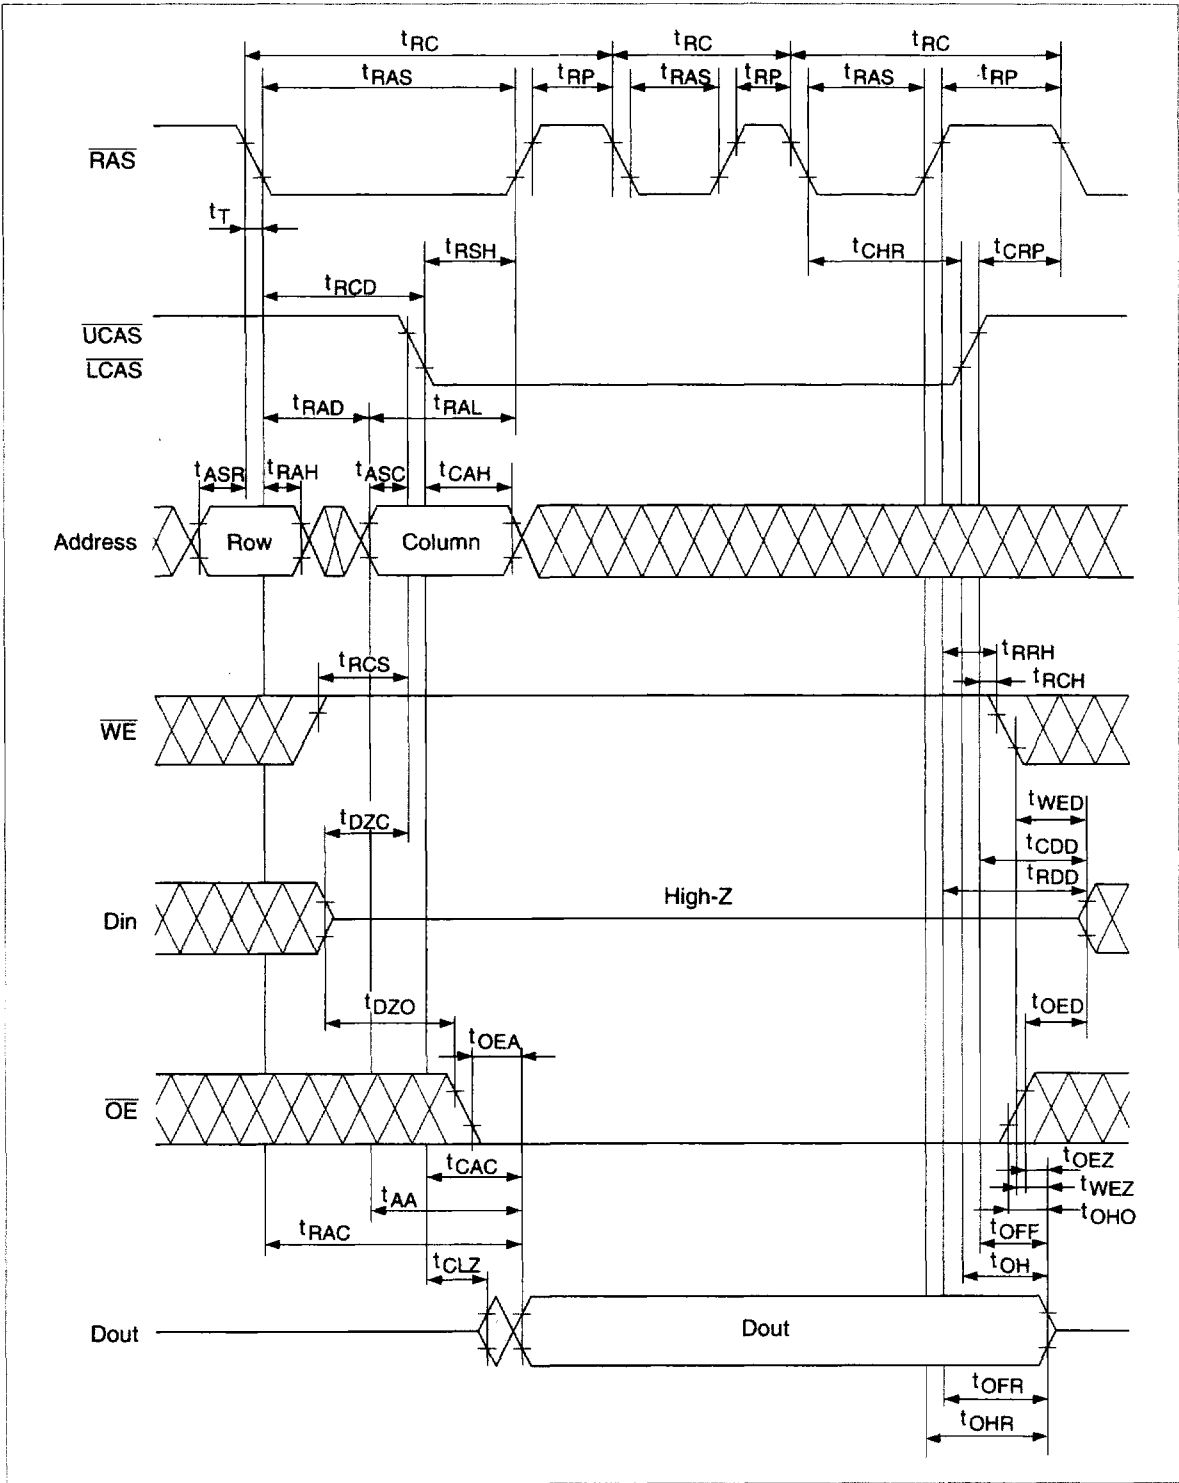 tRC tRC tRC
tRAS tRP tRAS tRP tRAS tRP
RAS
tT
tRSH tCHR tCRP
tRCD
UCAS
LCAS
tRAD tRAL
tASR tRAH tASC tCAH
Address Row Column
tRRH
tRCS
tRCH
WE
tWED
tDZC
tCDD
tRDD
High-Z
Din
tDZO tOED
tOEA
OE
tCAC tOEZ
tWEZ
tAA
tOHO
tRAC tOFF
tCLZ tOH
Dout Dout
tOFR
tOHR